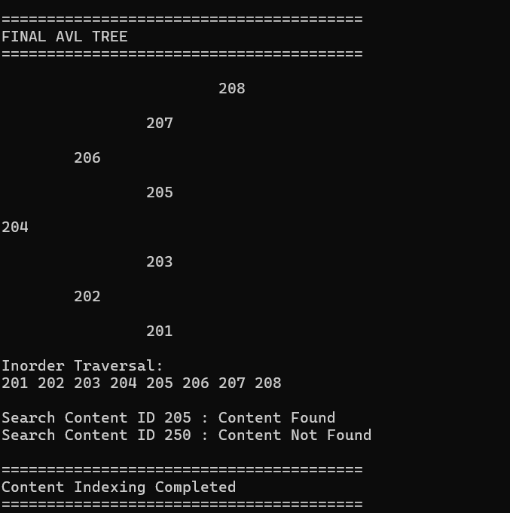 ========================================
FINAL AVL TREE
========================================
208
207
206
205
204
203
202
201
Inorder Traversal:
201 202 203 204 205 206 207 208
Search Content ID 205 : Content Found
Search Content ID 250 : Content Not Found
========================================
Content Indexing Completed
========================================